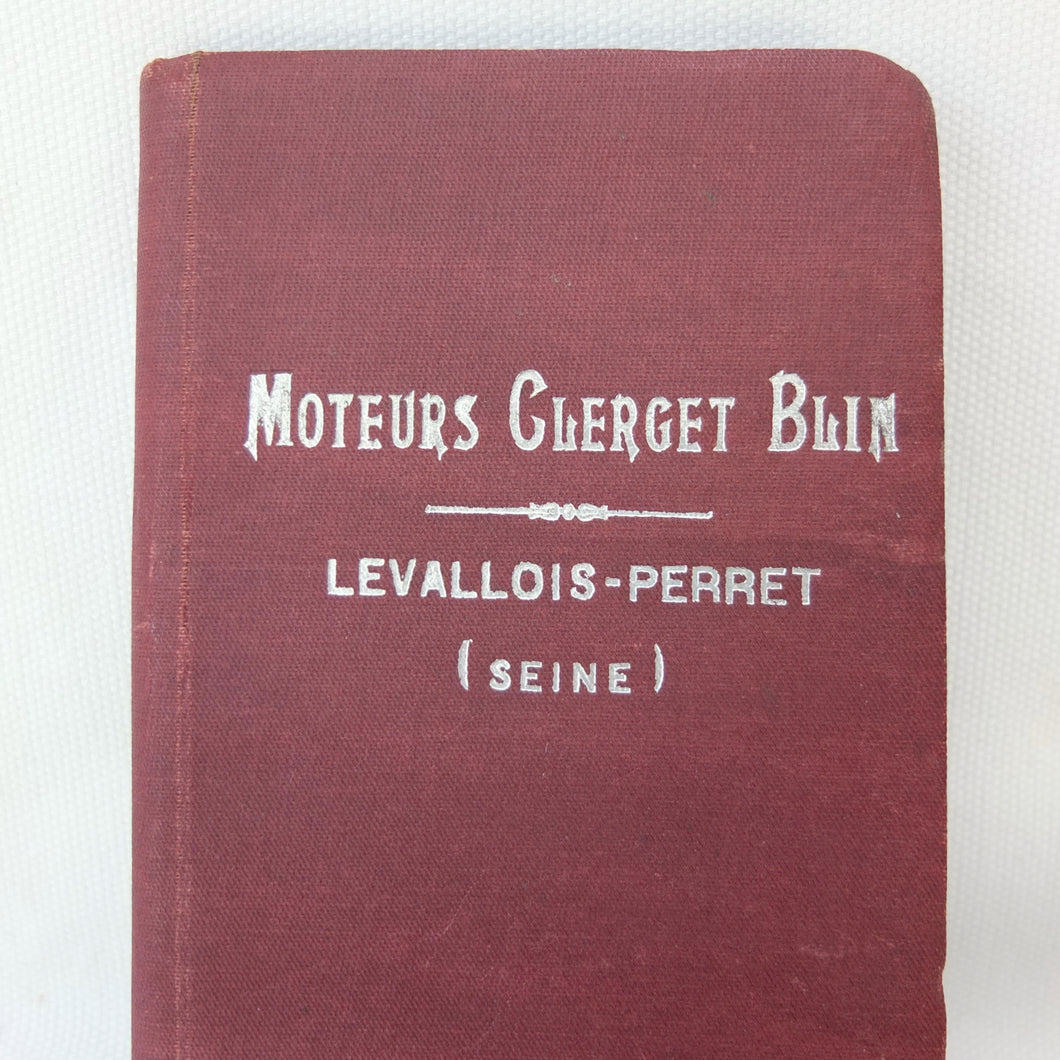 MOTEURS CLERGET BLIN
LEVALLOIS-PERRET
(SEINE)